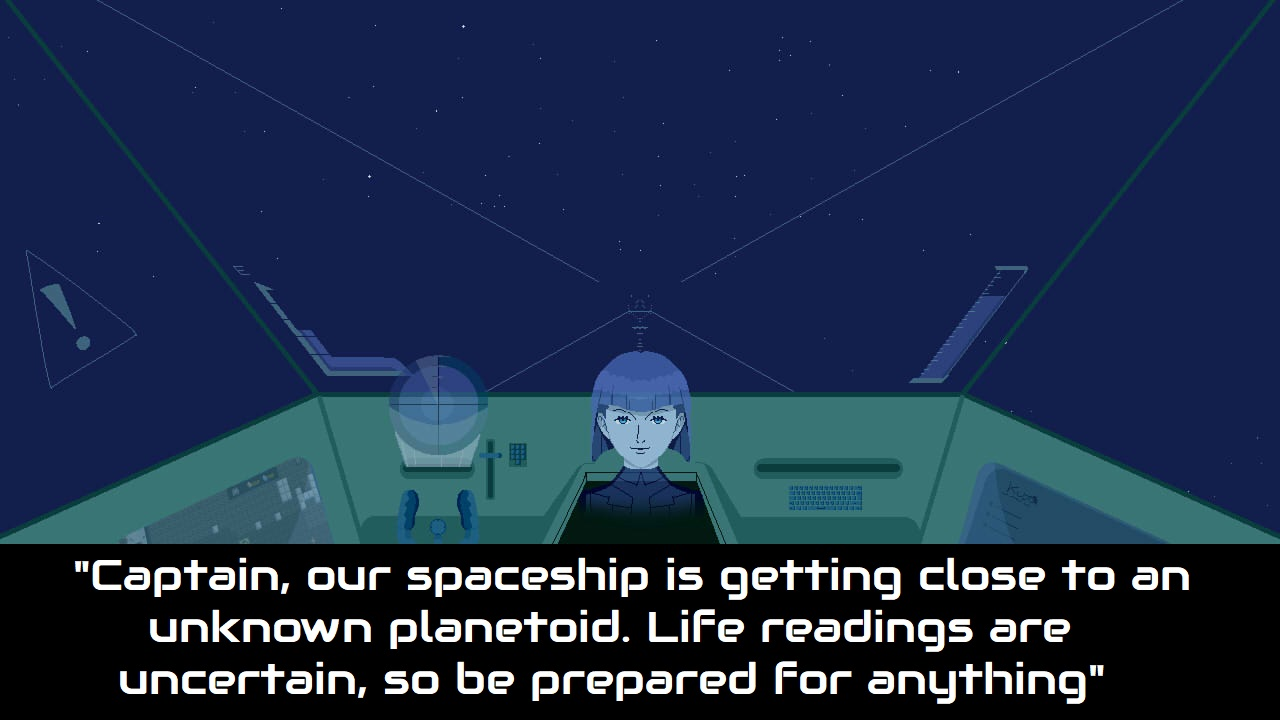 "Captain, our spaceship is getting close to an
unknown planetoid. Life readings are
uncertain, so be prepared for anything"